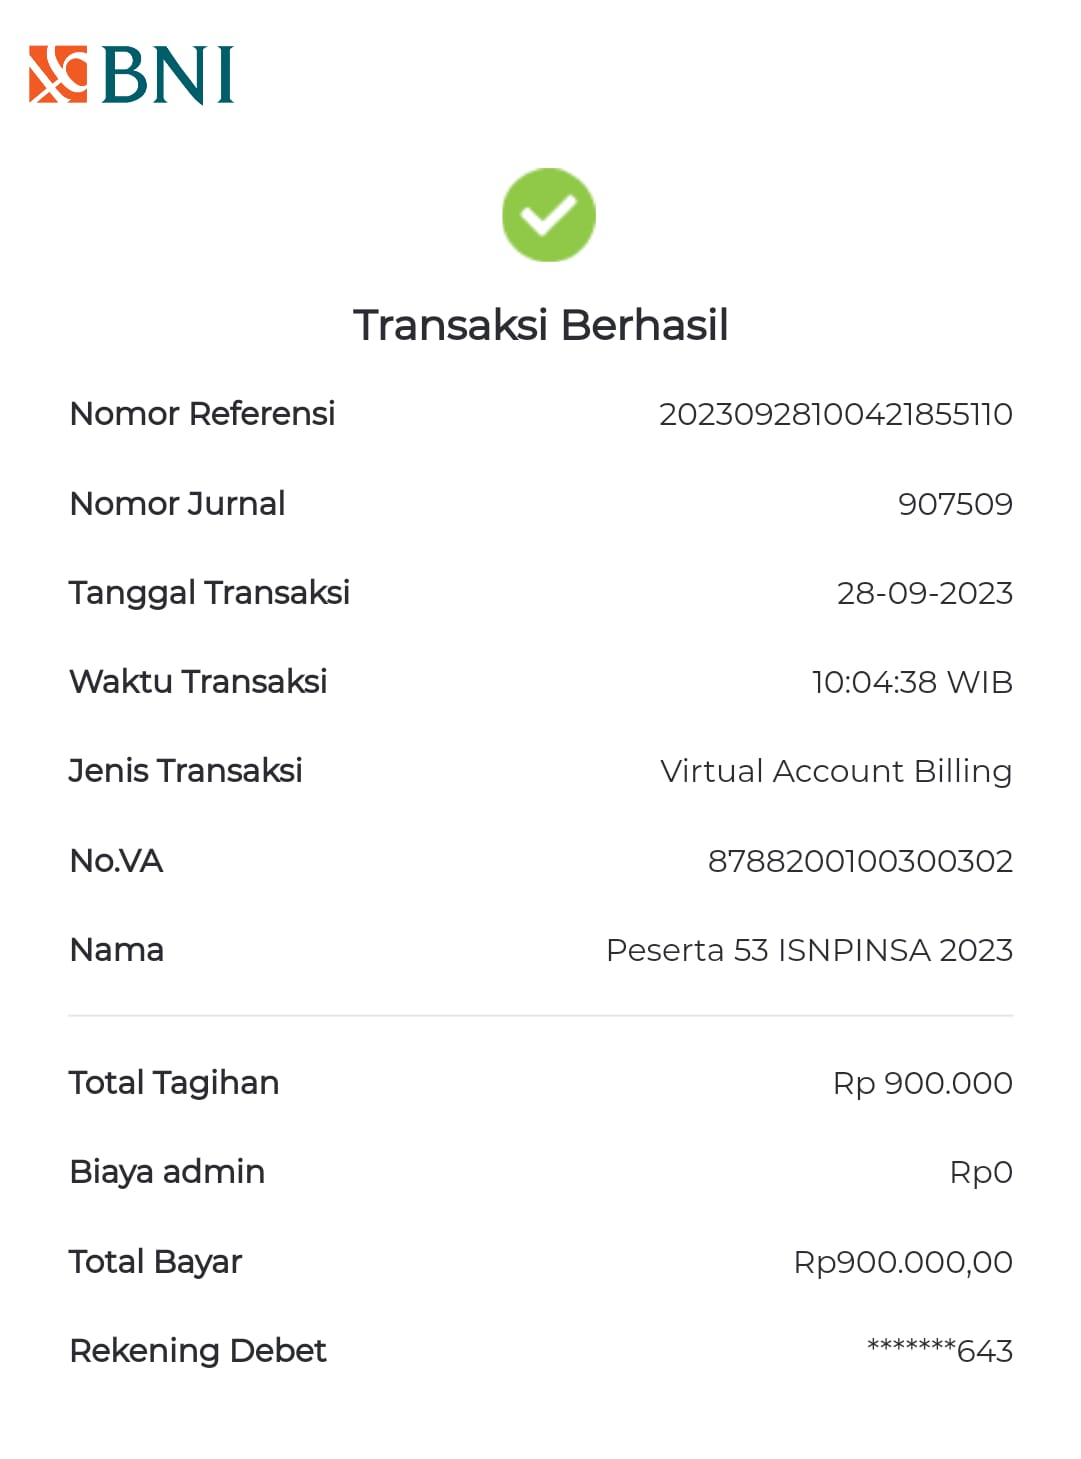 BNI
Transaksi Berhasil
Nomor Referensi 20230928100421855110
Nomor Jurnal 907509
Tanggal Transaksi 28-09-2023
Waktu Transaksi 10:04:38 WIB
Jenis Transaksi Virtual Account Billing
No.VA 8788200100300302
Nama Peserta 53 ISNPINSA 2023
Total Tagihan Rp 900.000
Biaya admin Rp0
Total Bayar Rp900.000,00
Rekening Debet *******643